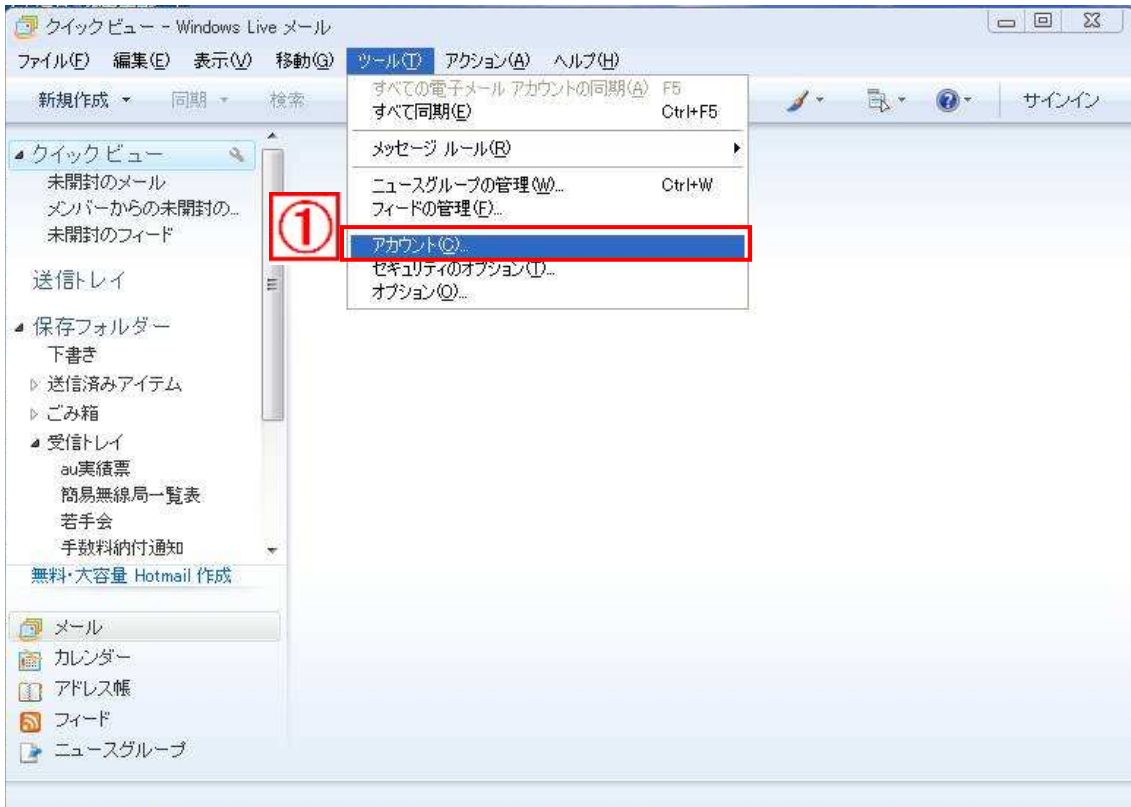 クイック ビュー - Windows Live メール
ファイル(F) 編集(E) 表示(V) 移動(G) ツール(T) アクション(A) ヘルプ(H)
新規作成 同期 検索 サインイン
すべての電子メール アカウントの同期(A) F5
すべて同期(E) Ctrl+F5
メッセージ ルール(R)
ニュースグループの管理(W)... Ctrl+W
フィードの管理(F)...
①
アカウント(C)...
セキュリティのオプション(T)...
オプション(O)...
クイック ビュー
未開封のメール
メンバーからの未開封の...
未開封のフィード
送信トレイ
保存フォルダー
下書き
送信済みアイテム
ごみ箱
受信トレイ
au実績票
簡易無線局一覧表
若手会
手数料納付通知
無料・大容量 Hotmail 作成
メール
カレンダー
アドレス帳
フィード
ニュースグループ